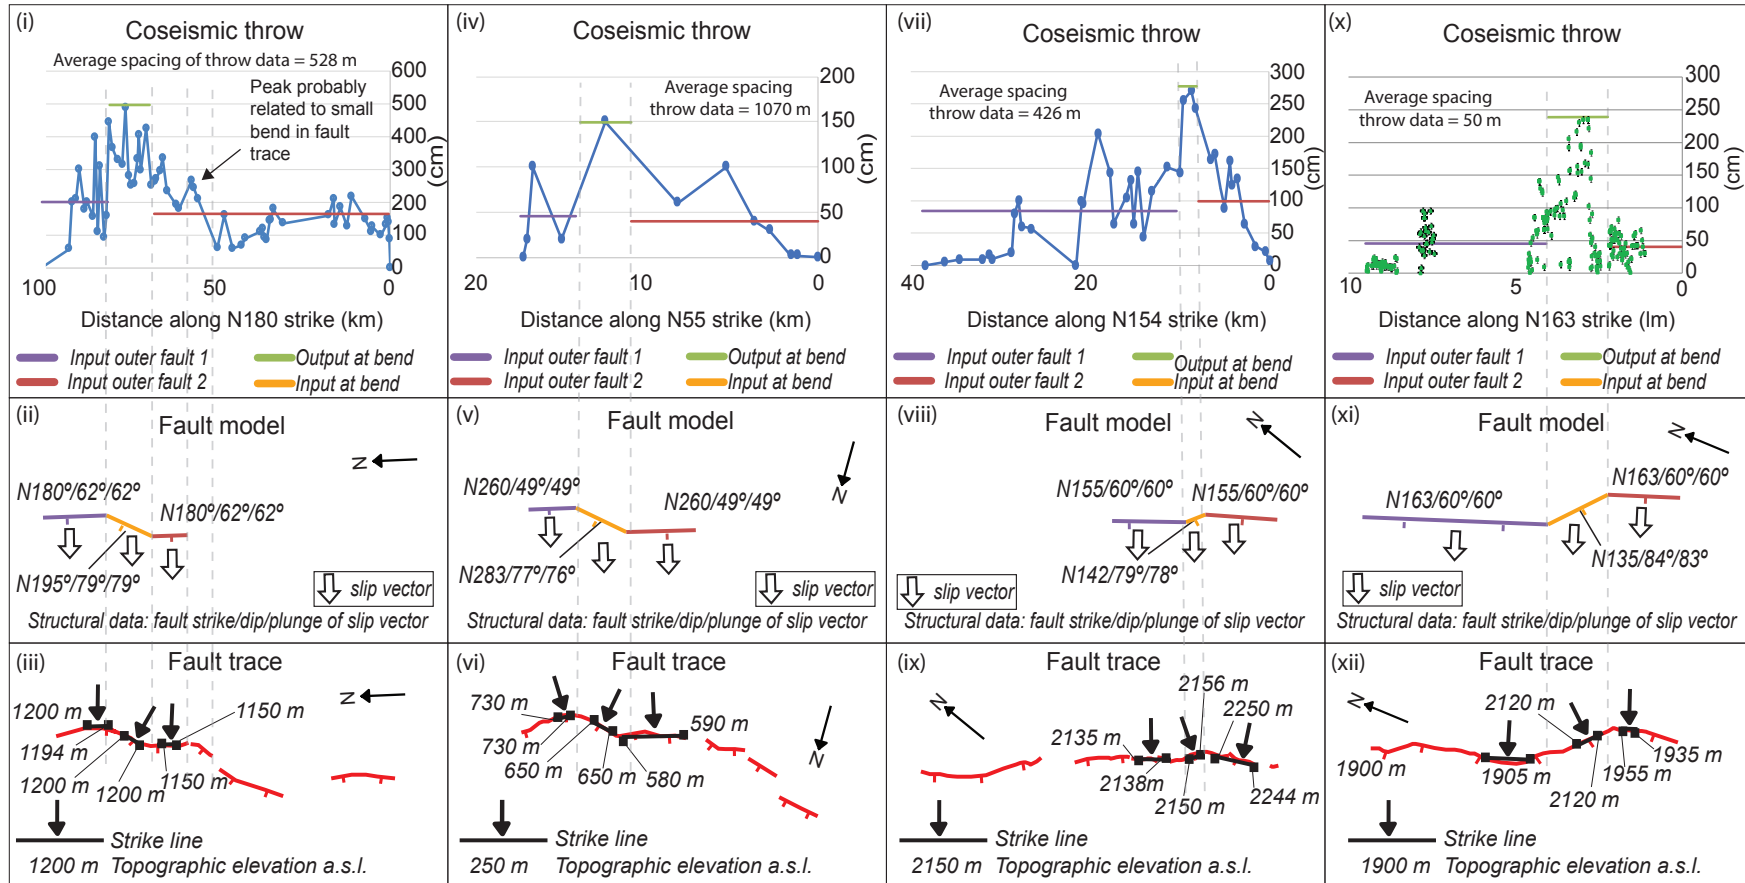 (i)
Coseismic throw
Average spacing of throw data = 528 m
Peak probably
related to small
bend in fault
trace
600
500
400
300
200
100
0
(cm)
100
50
0
Distance along N180 strike (km)
Input outer fault 1
Output at bend
Input outer fault 2
Input at bend
(iv)
Coseismic throw
Average spacing
throw data = 1070 m
200
150
100
50
0
(cm)
20
10
0
Distance along N55 strike (km)
Input outer fault 1
Output at bend
Input outer fault 2
Input at bend
(vii)
Coseismic throw
Average spacing
throw data = 426 m
300
250
200
150
100
50
0
(cm)
40
20
0
Distance along N154 strike (km)
Input outer fault 1
Output at bend
Input outer fault 2
Input at bend
(x)
Coseismic throw
Average spacing
throw data = 50 m
300
250
200
150
100
50
0
(cm)
10
5
0
Distance along N163 strike (lm)
Input outer fault 1
Output at bend
Input outer fault 2
Input at bend
(ii)
Fault model
N
N180º/62º/62º
N180º/62º/62º
N195º/79º/79º
slip vector
Structural data: fault strike/dip/plunge of slip vector
(v)
Fault model
N
N260/49º/49º
N260/49º/49º
N283/77º/76º
slip vector
Structural data: fault strike/dip/plunge of slip vector
(viii)
Fault model
N
N155/60º/60º
N155/60º/60º
N142/79º/78º
slip vector
Structural data: fault strike/dip/plunge of slip vector
(xi)
Fault model
N
N163/60º/60º
N163/60º/60º
N135/84º/83º
slip vector
Structural data: fault strike/dip/plunge of slip vector
(iii)
Fault trace
N
1200 m
1150 m
1194 m
1200 m
1200 m
1150 m
Strike line
1200 m
Topographic elevation a.s.l.
(vi)
Fault trace
N
730 m
590 m
730 m
650 m
650 m
580 m
Strike line
250 m
Topographic elevation a.s.l.
(ix)
Fault trace
N
2156 m
2250 m
2135 m
2138m
2150 m
2244 m
Strike line
2150 m
Topographic elevation a.s.l.
(xii)
Fault trace
N
2120 m
1935 m
1900 m
1905 m
1955 m
2120 m
Strike line
1900 m
Topographic elevation a.s.l.